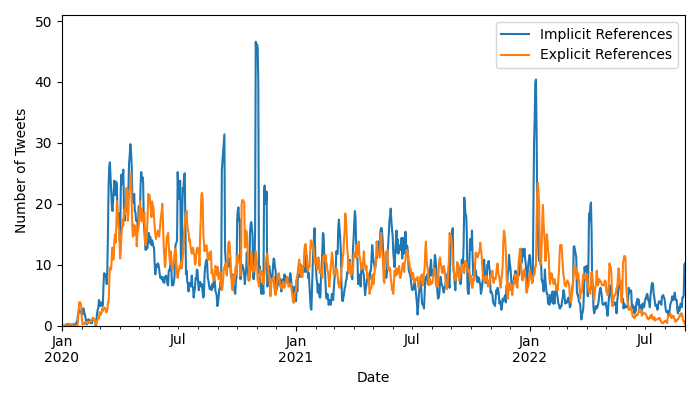 50
40
30
20
10
0
Number of Tweets
Implicit References
Explicit References
Jan
2020
Jul
Jan
2021
Jul
Jan
2022
Jul
Date